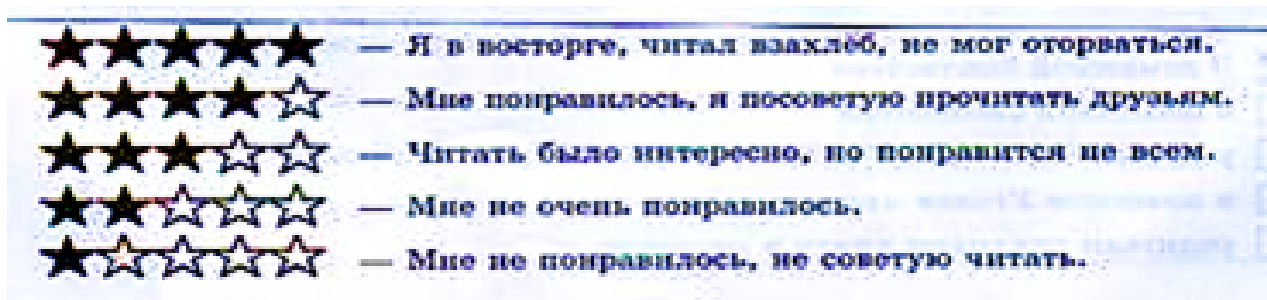 ★★★★★ — Я в восторге, читал взахлёб, не мог оторваться.
★★★★☆ — Мне понравилось, я посоветую прочитать друзьям.
★★★☆☆ — Читать было интересно, но понравится не всем.
★★☆☆☆ — Мне не очень понравилось.
★☆☆☆☆ — Мне не понравилось, не советую читать.